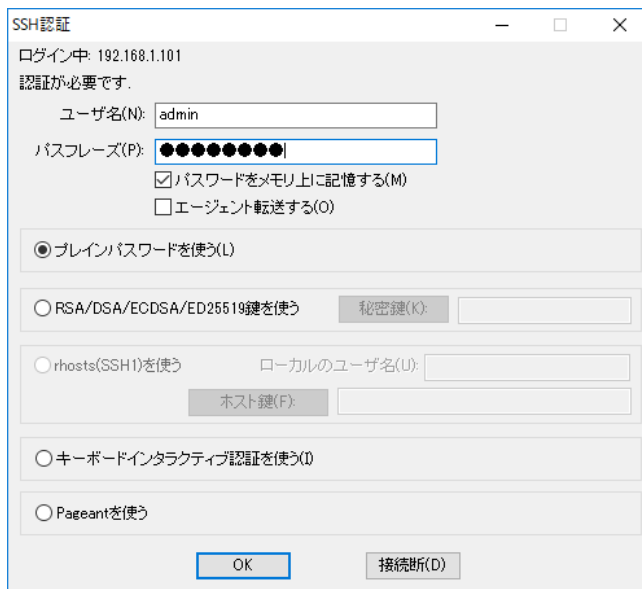 SSH認証
ログイン中: 192.168.1.101
認証が必要です.
ユーザ名(N): admin
パスフレーズ(P): ●●●●●●●●
パスワードをメモリ上に記憶する(M)
エージェント転送する(O)
プレインパスワードを使う(L)
RSA/DSA/ECDSA/ED25519鍵を使う 秘密鍵(K):
rhosts(SSH1)を使う ローカルのユーザ名(U):
ホスト鍵(F):
キーボードインタラクティブ認証を使う(I)
Pageantを使う
OK 接続断(D)